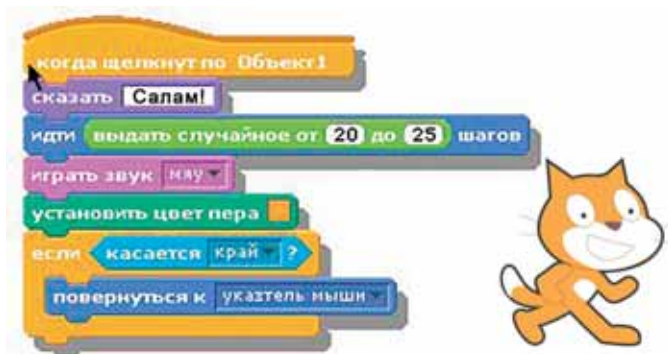 когда щелкнут по Объект1
сказать Салам!
идти выдать случайное от 20 до 25 шагов
играть звук мяу
установить цвет пера
если касается край ?
повернуться к указтель мыши